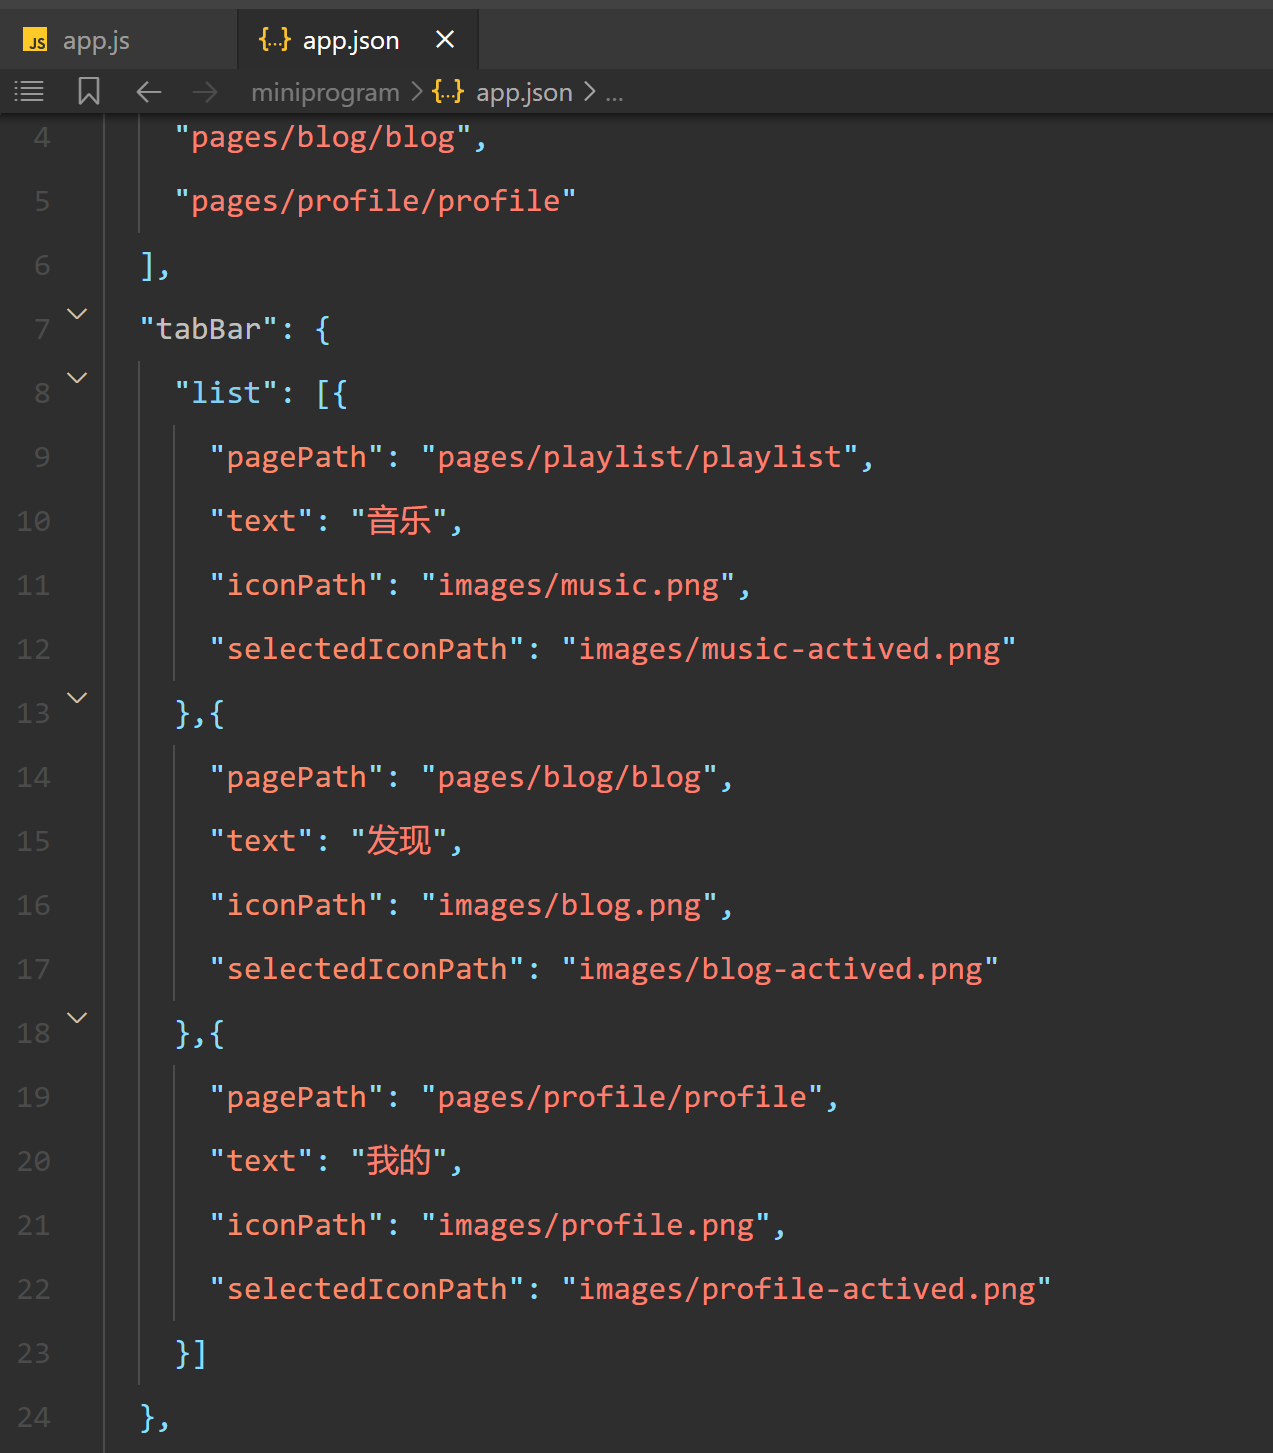 JS app.js {...} app.json ×
miniprogram > {...} app.json > ...
4 "pages/blog/blog",
5 "pages/profile/profile"
6 ],
7 "tabBar": {
8 "list": [{
9 "pagePath": "pages/playlist/playlist",
10 "text": "音乐",
11 "iconPath": "images/music.png",
12 "selectedIconPath": "images/music-actived.png"
13 },{
14 "pagePath": "pages/blog/blog",
15 "text": "发现",
16 "iconPath": "images/blog.png",
17 "selectedIconPath": "images/blog-actived.png"
18 },{
19 "pagePath": "pages/profile/profile",
20 "text": "我的",
21 "iconPath": "images/profile.png",
22 "selectedIconPath": "images/profile-actived.png"
23 }]
24 },